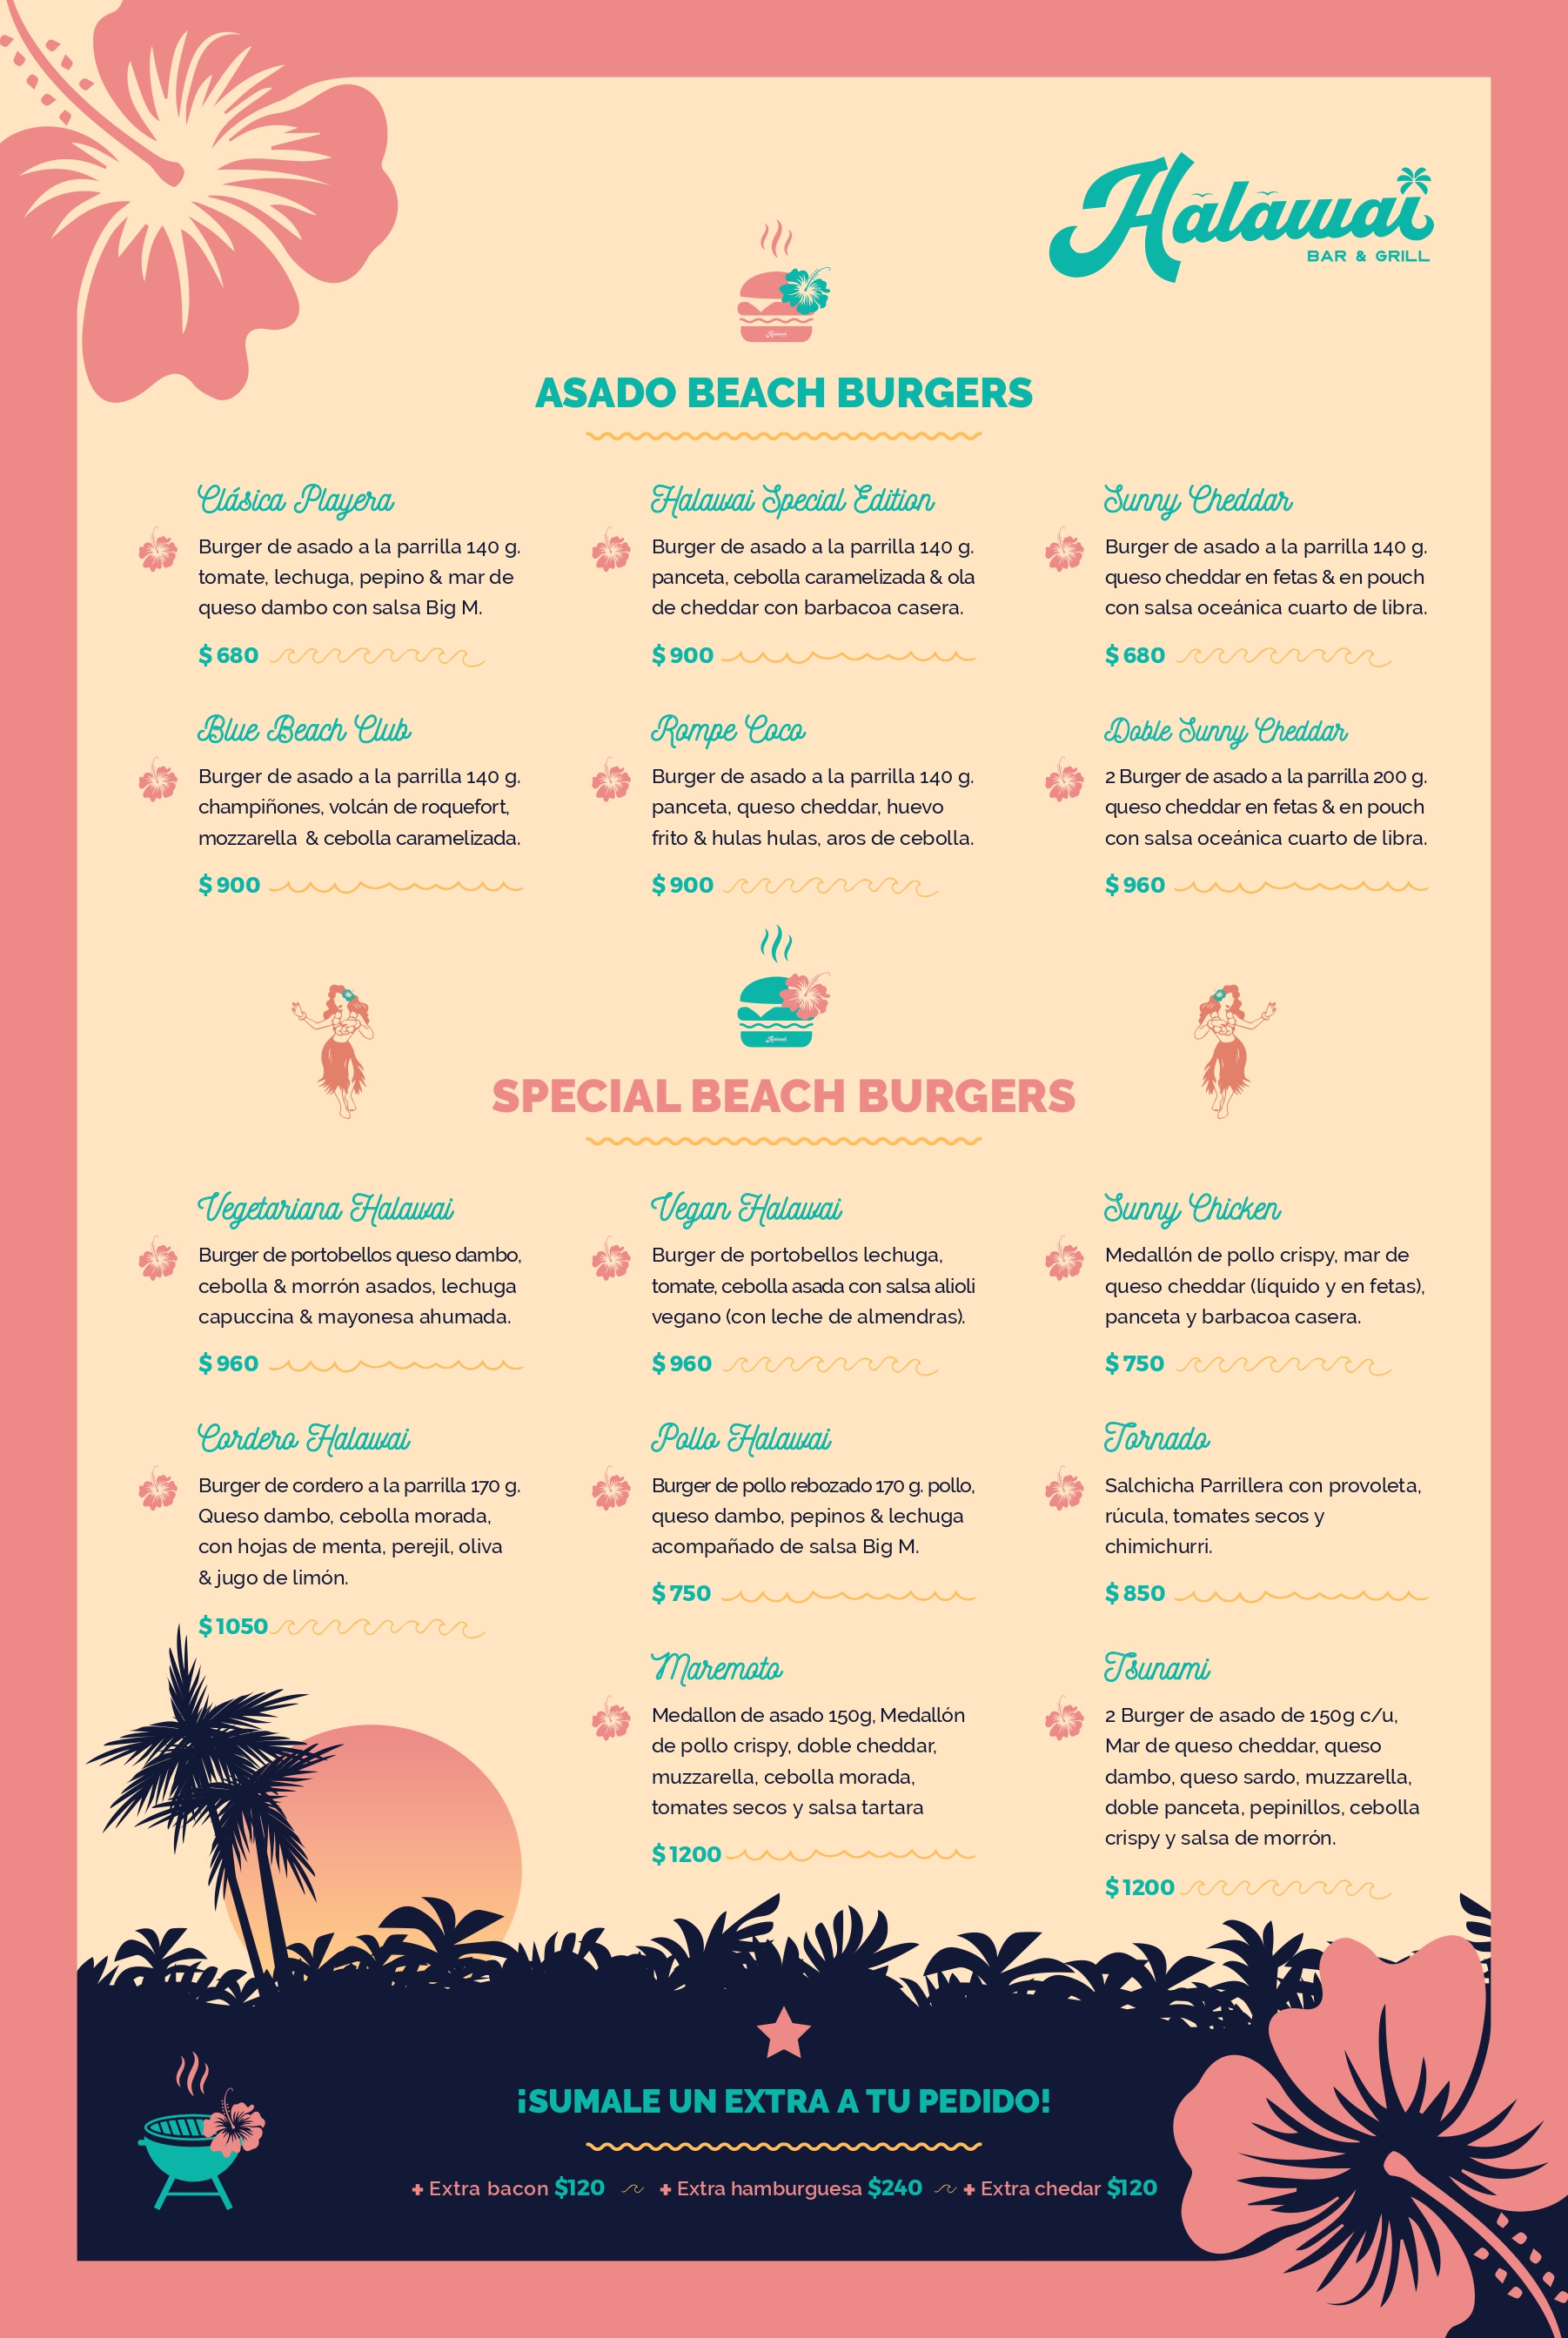 Halawai
BAR & GRILL
ASADO BEACH BURGERS
Clásica Playera
Burger de asado a la parrilla 140 g.
tomate, lechuga, pepino & mar de
queso dambo con salsa Big M.
$680
Halawai Special Edition
Burger de asado a la parrilla 140 g.
panceta, cebolla caramelizada & ola
de cheddar con barbacoa casera.
$900
Sunny Cheddar
Burger de asado a la parrilla 140 g.
queso cheddar en fetas & en pouch
con salsa oceánica cuarto de libra.
$680
Blue Beach Club
Burger de asado a la parrilla 140 g.
champiñones, volcán de roquefort,
mozzarella & cebolla caramelizada.
$900
Rompe Coco
Burger de asado a la parrilla 140 g.
panceta, queso cheddar, huevo
frito & hulas hulas, aros de cebolla.
$900
Doble Sunny Cheddar
2 Burger de asado a la parrilla 200 g.
queso cheddar en fetas & en pouch
con salsa oceánica cuarto de libra.
$960
Halawai
SPECIAL BEACH BURGERS
Vegetariana Halawai
Burger de portobellos queso dambo,
cebolla & morrón asados, lechuga
capuccina & mayonesa ahumada.
$960
Vegan Halawai
Burger de portobellos lechuga,
tomate, cebolla asada con salsa alioli
vegano (con leche de almendras).
$960
Sunny Chicken
Medallón de pollo crispy, mar de
queso cheddar (líquido y en fetas),
panceta y barbacoa casera.
$750
Cordero Halawai
Burger de cordero a la parrilla 170 g.
Queso dambo, cebolla morada,
con hojas de menta, perejil, oliva
& jugo de limón.
$1050
Pollo Halawai
Burger de pollo rebozado 170 g. pollo,
queso dambo, pepinos & lechuga
acompañado de salsa Big M.
$750
Tornado
Salchicha Parrillera con provoleta,
rúcula, tomates secos y
chimichurri.
$850
Maremoto
Medallon de asado 150g, Medallón
de pollo crispy, doble cheddar,
muzzarella, cebolla morada,
tomates secos y salsa tartara
$1200
Tsunami
2 Burger de asado de 150g c/u,
Mar de queso cheddar, queso
dambo, queso sardo, muzzarella,
doble panceta, pepinillos, cebolla
crispy y salsa de morrón.
$1200
¡SUMALE UN EXTRA A TU PEDIDO!
+ Extra bacon $120 + Extra hamburguesa $240 + Extra chedar $120